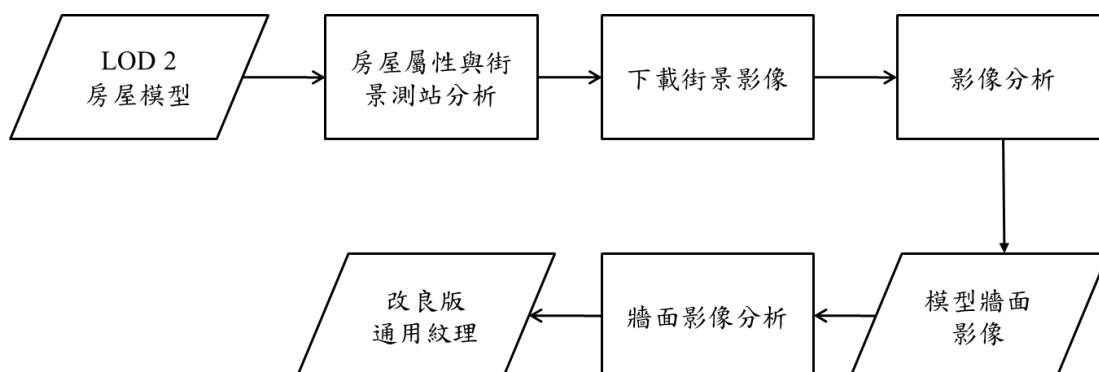 LOD 2
房屋模型
房屋屬性與街
景測站分析
下載街景影像
影像分析
模型牆面
影像
牆面影像分析
改良版
通用紋理